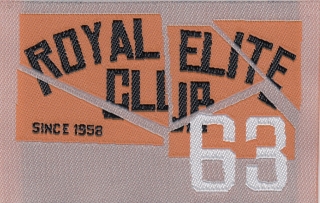 ROYAL ELITE
CLUB
SINCE 1958
63